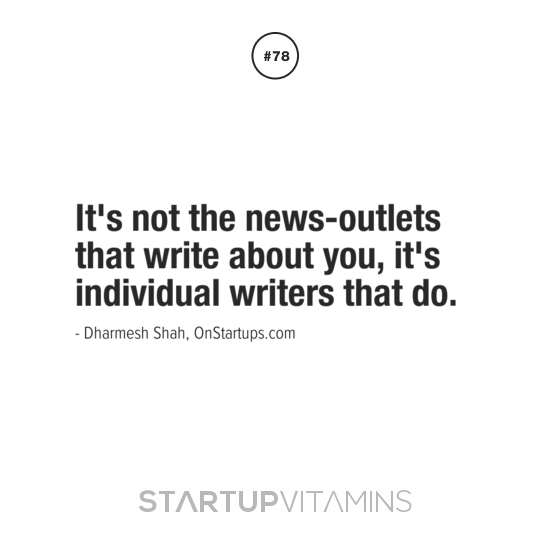 #78
It's not the news-outlets
that write about you, it's
individual writers that do.
- Dharmesh Shah, OnStartups.com
STARTUPVITAMINS